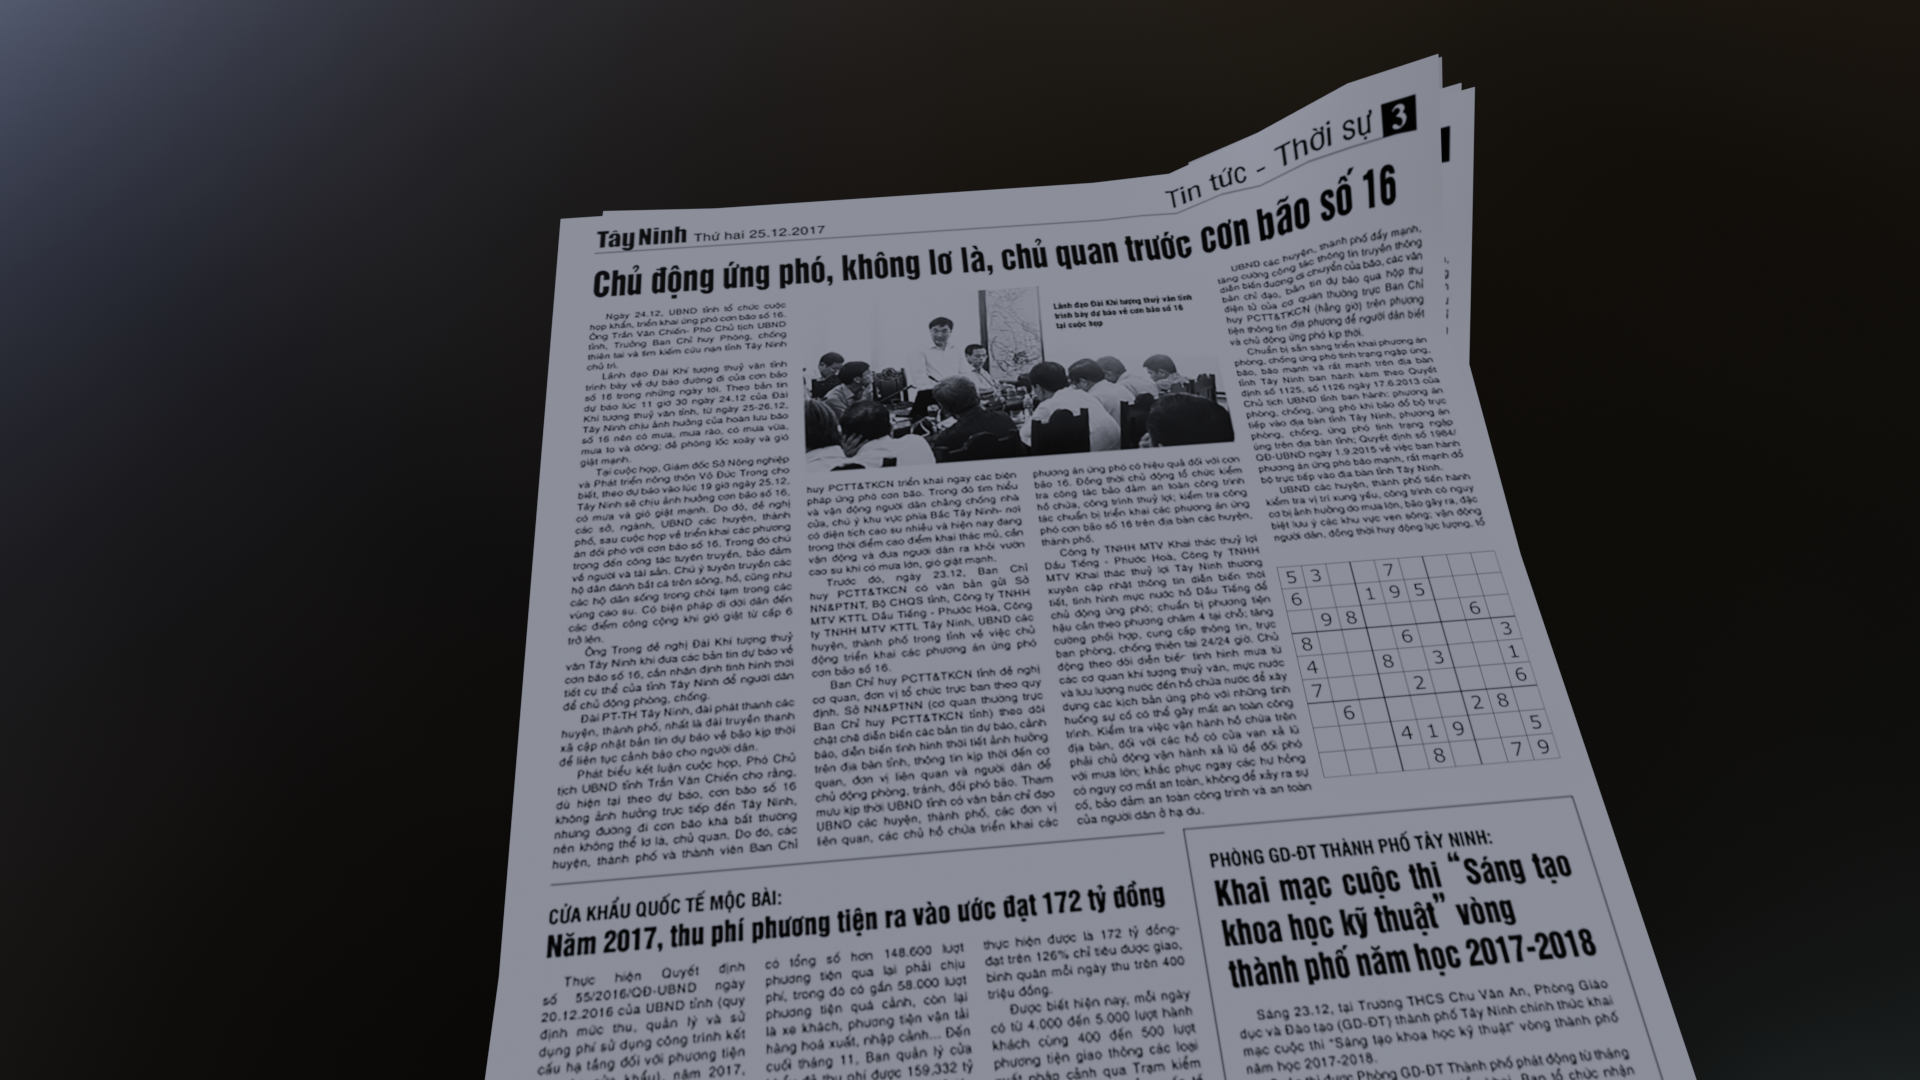 Tin tức - Thời sự 3
Tây Ninh Thứ hai 25.12.2017
Chủ động ứng phó, không lơ là, chủ quan trước cơn bão số 16
Ngày 24.12, UBND tỉnh tổ chức cuộc
họp khẩn, triển khai ứng phó cơn bão số 16.
Ông Trần Văn Chiến- Phó Chủ tịch UBND
tỉnh, Trưởng Ban Chỉ huy Phòng, chống
thiên tai và tìm kiếm cứu nạn tỉnh Tây Ninh
chủ trì.
Lãnh đạo Đài Khí tượng thuỷ văn tỉnh
trình bày về dự báo đường đi của cơn bão
số 16 trong những ngày tới. Theo bản tin
dự báo lúc 11 giờ 30 ngày 24.12 của Đài
Khí tượng thuỷ văn tỉnh, từ ngày 25-26.12,
Tây Ninh chịu ảnh hưởng của hoàn lưu bão
số 16 nên có mưa, mưa rào, có mưa vừa,
mưa to và dông; đề phòng lốc xoáy và gió
giật mạnh.
Tại cuộc họp, Giám đốc Sở Nông nghiệp
và Phát triển nông thôn Võ Đức Trong cho
biết, theo dự báo vào lúc 19 giờ ngày 25.12,
Tây Ninh sẽ chịu ảnh hưởng cơn bão số 16,
có mưa và gió giật mạnh. Do đó, đề nghị
các sở, ngành, UBND các huyện, thành
phố, sau cuộc họp về triển khai các phương
án đối phó với cơn bão số 16. Trong đó chú
trọng đến công tác tuyên truyền, bảo đảm
về người và tài sản. Chú ý tuyên truyền các
hộ dân đánh bắt cá trên sông, hồ, cũng như
các hộ dân sống trong chòi tạm trong các
vùng cao su. Có biện pháp di dời dân đến
các điểm công cộng khi gió giật từ cấp 6
trở lên.
Ông Trong đề nghị Đài Khí tượng thuỷ
văn Tây Ninh khi đưa các bản tin dự báo về
cơn bão số 16, cần nhận định tình hình thời
tiết cụ thể của tỉnh Tây Ninh để người dân
để chủ động phòng, chống.
Đài PT-TH Tây Ninh, đài phát thanh các
huyện, thành phố, nhất là đài truyền thanh
xã cập nhật bản tin dự báo về bão kịp thời
để liên tục cảnh báo cho người dân.
Phát biểu kết luận cuộc họp, Phó Chủ
tịch UBND tỉnh Trần Văn Chiến cho rằng,
dù hiện tại theo dự báo, cơn bão số 16
không ảnh hưởng trực tiếp đến Tây Ninh,
nhưng đường đi cơn bão khá bất thường
nên không thể lơ là, chủ quan. Do đó, các
huyện, thành phố và thành viên Ban Chỉ
Lãnh đạo Đài Khí tượng thuỷ văn tỉnh
trình bày dự báo về cơn bão số 16
tại cuộc họp
huy PCTT&TKCN triển khai ngay các biện
pháp ứng phó cơn bão. Trong đó tìm hiểu
và vận động người dân chằng chống nhà
cửa, chú ý khu vực phía Bắc Tây Ninh- nơi
có diện tích cao su nhiều và hiện nay đang
trong thời điểm cao điểm khai thác mủ, cần
vận động và đưa người dân ra khỏi vườn
cao su khi có mưa lớn, gió giật mạnh.
Trước đó, ngày 23.12, Ban Chỉ
huy PCTT&TKCN có văn bản gửi Sở
NN&PTNT, Bộ CHQS tỉnh, Công ty TNHH
MTV KTTL Dầu Tiếng - Phước Hoà, Công
ty TNHH MTV KTTL Tây Ninh, UBND các
huyện, thành phố trong tỉnh về việc chủ
động triển khai các phương án ứng phó
cơn bão số 16.
Ban Chỉ huy PCTT&TKCN tỉnh đề nghị
cơ quan, đơn vị tổ chức trực ban theo quy
định. Sở NN&PTNN (cơ quan thường trực
Ban Chỉ huy PCTT&TKCN tỉnh) theo dõi
chặt chẽ diễn biến các bản tin dự báo, cảnh
báo, diễn biến tình hình thời tiết ảnh hưởng
trên địa bàn tỉnh, thông tin kịp thời đến cơ
quan, đơn vị liên quan và người dân để
chủ động phòng, tránh, đối phó bão. Tham
mưu kịp thời UBND tỉnh có văn bản chỉ đạo
UBND các huyện, thành phố, các đơn vị
liên quan, các chủ hồ chứa triển khai các
phương án ứng phó có hiệu quả đối với cơn
bão 16. Đồng thời chủ động tổ chức kiểm
tra công tác bảo đảm an toàn công trình
hồ chứa, công trình thuỷ lợi; kiểm tra công
tác chuẩn bị triển khai các phương án ứng
phó cơn bão số 16 trên địa bàn các huyện,
thành phố.
Công ty TNHH MTV Khai thác thuỷ lợi
Dầu Tiếng - Phước Hoà, Công ty TNHH
MTV Khai thác thuỷ lợi Tây Ninh thường
xuyên cập nhật thông tin diễn biến thời
tiết, tình hình mực nước hồ Dầu Tiếng để
chủ động ứng phó; chuẩn bị phương tiện
hậu cần theo phương châm 4 tại chỗ; tăng
cường phối hợp, cung cấp thông tin, trực
ban phòng, chống thiên tai 24/24 giờ. Chủ
động theo dõi diễn biến tình hình mưa từ
các cơ quan khí tượng thuỷ văn, mực nước
và lưu lượng nước đến hồ chứa nước để xây
dựng các kịch bản ứng phó với những tình
huống sự cố có thể gây mất an toàn công
trình. Kiểm tra việc vận hành hồ chứa trên
địa bàn, đối với các hồ có cửa van xả lũ
phải chủ động vận hành xả lũ để đối phó
với mưa lớn; khắc phục ngay các hư hỏng
có nguy cơ mất an toàn, không để xảy ra sự
cố, bảo đảm an toàn công trình và an toàn
của người dân ở hạ du.
UBND các huyện, thành phố đẩy mạnh,
tăng cường công tác thông tin truyền thông
diễn biến đường di chuyển của bão, các văn
bản chỉ đạo, bản tin dự báo qua hộp thư
điện tử của cơ quan thường trực Ban Chỉ
huy PCTT&TKCN (hằng giờ) trên phương
tiện thông tin địa phương để người dân biết
và chủ động ứng phó kịp thời.
Chuẩn bị sẵn sàng triển khai phương án
phòng, chống ứng phó tình trạng ngập úng,
bão, bão mạnh và rất mạnh trên địa bàn
tỉnh Tây Ninh ban hành kèm theo Quyết
định số 1125, số 1126 ngày 17.6.2013 của
Chủ tịch UBND tỉnh ban hành: phương án
phòng, chống, ứng phó khi bão đổ bộ trực
tiếp vào địa bàn tỉnh Tây Ninh, phương án
phòng, chống, ứng phó tình trạng ngập
úng trên địa bàn tỉnh; Quyết định số 1984/
QĐ-UBND ngày 1.9.2015 về việc ban hành
phương án ứng phó bão mạnh, rất mạnh đổ
bộ trực tiếp vào địa bàn tỉnh Tây Ninh.
UBND các huyện, thành phố tiến hành
kiểm tra vị trí xung yếu, công trình có nguy
cơ bị ảnh hưởng do mưa lớn, bão gây ra, đặc
biệt lưu ý các khu vực ven sông; vận động
người dân, đồng thời huy động lực lượng, tổ
5 3 7
6 1 9 5
9 8 6
8 6 3
4 8 3 1
7 2 6
6 2 8
4 1 9 5
8 7 9
CỬA KHẨU QUỐC TẾ MỘC BÀI:
Năm 2017, thu phí phương tiện ra vào ước đạt 172 tỷ đồng
Thực hiện Quyết định
số 55/2016/QĐ-UBND ngày
20.12.2016 của UBND tỉnh (quy
định mức thu, quản lý và sử
dụng phí sử dụng công trình kết
cấu hạ tầng đối với phương tiện
khẩu), năm 2017,
có tổng số hơn 148.600 lượt
phương tiện qua lại phải chịu
phí, trong đó có gần 58.000 lượt
phương tiện quá cảnh, còn lại
là xe khách, phương tiện vận tải
hàng hoá xuất, nhập cảnh... Đến
cuối tháng 11, Ban quản lý cửa
khẩu đã thu phí được 159,332 tỷ
thực hiện được là 172 tỷ đồng-
đạt trên 126% chỉ tiêu được giao,
bình quân mỗi ngày thu trên 400
triệu đồng.
Được biết hiện nay, mỗi ngày
có từ 4.000 đến 5.000 lượt hành
khách cùng 400 đến 500 lượt
phương tiện giao thông các loại
xuất nhập cảnh qua Trạm kiểm
PHÒNG GD-ĐT THÀNH PHỐ TÂY NINH:
Khai mạc cuộc thi “Sáng tạo
khoa học kỹ thuật” vòng
thành phố năm học 2017-2018
Sáng 23.12, tại Trường THCS Chu Văn An, Phòng Giáo
dục và Đào tạo (GD-ĐT) thành phố Tây Ninh chính thức khai
mạc cuộc thi “Sáng tạo khoa học kỹ thuật” vòng thành phố
năm học 2017-2018.
Cuộc thi được Phòng GD-ĐT Thành phố phát động từ tháng